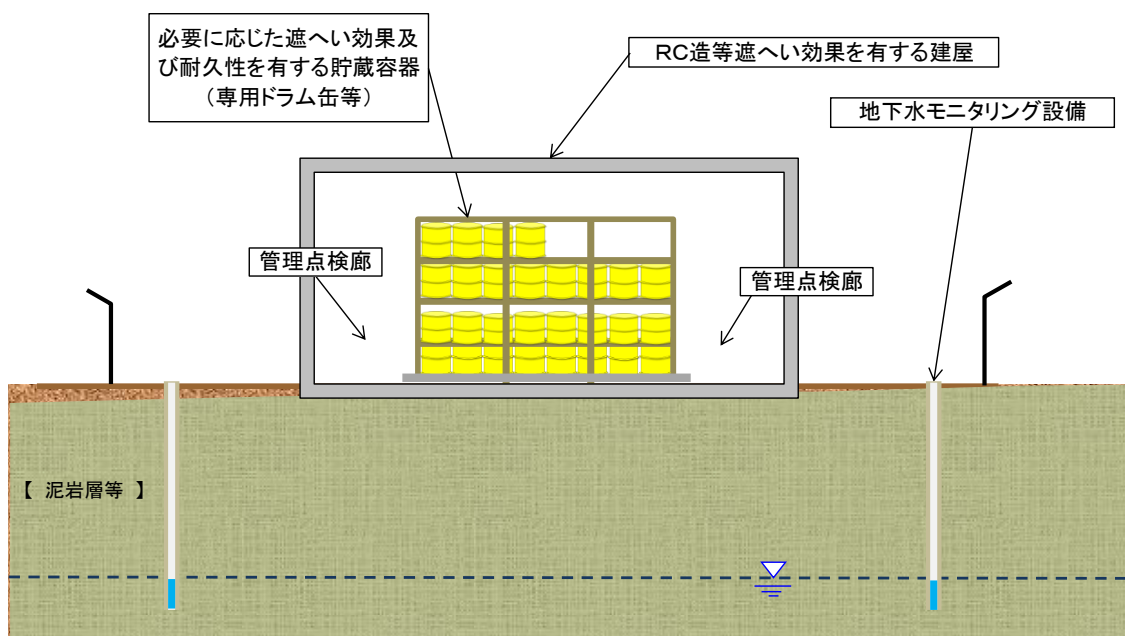 必要に応じた遮へい効果及
び耐久性を有する貯蔵容器
（専用ドラム缶等）
RC造等遮へい効果を有する建屋
地下水モニタリング設備
管理点検廊
管理点検廊
【 泥岩層等 】